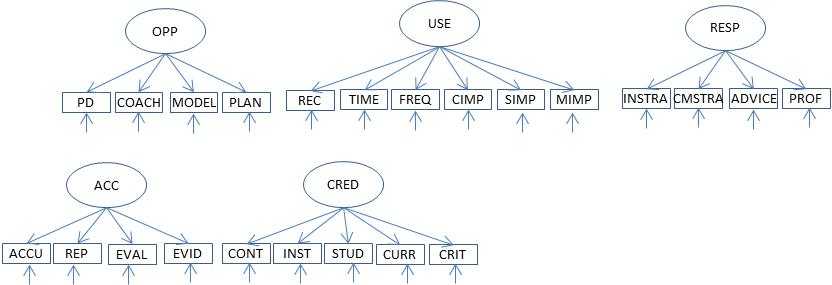 OPP
USE
RESP
PD COACH MODEL PLAN
REC TIME FREQ CIMP SIMP MIMP
INSTRA CMSTRA ADVICE PROF
ACC
CRED
ACCU REP EVAL EVID
CONT INST STUD CURR CRIT